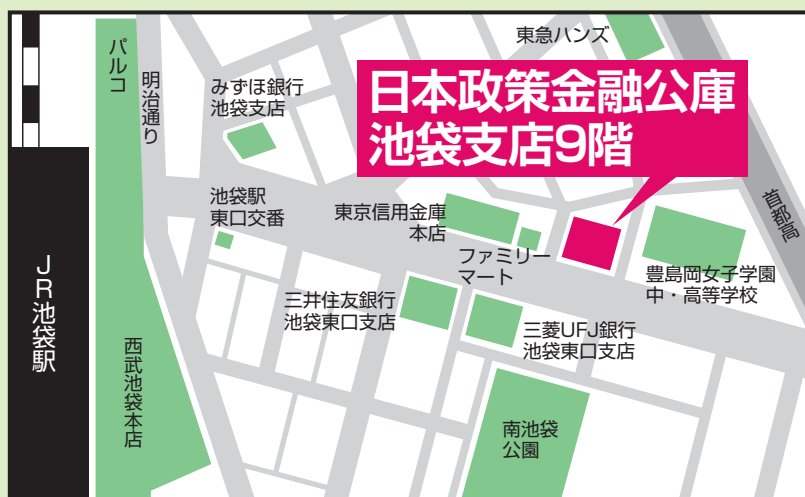 東急ハンズ
パルコ
明治通り
みずほ銀行
池袋支店
日本政策金融公庫
池袋支店9階
池袋駅
東口交番
東京信用金庫
本店
首都高
ファミリー
マート
豊島岡女子学園
中・高等学校
JR池袋駅
三井住友銀行
池袋東口支店
三菱UFJ銀行
池袋東口支店
西武池袋本店
南池袋
公園